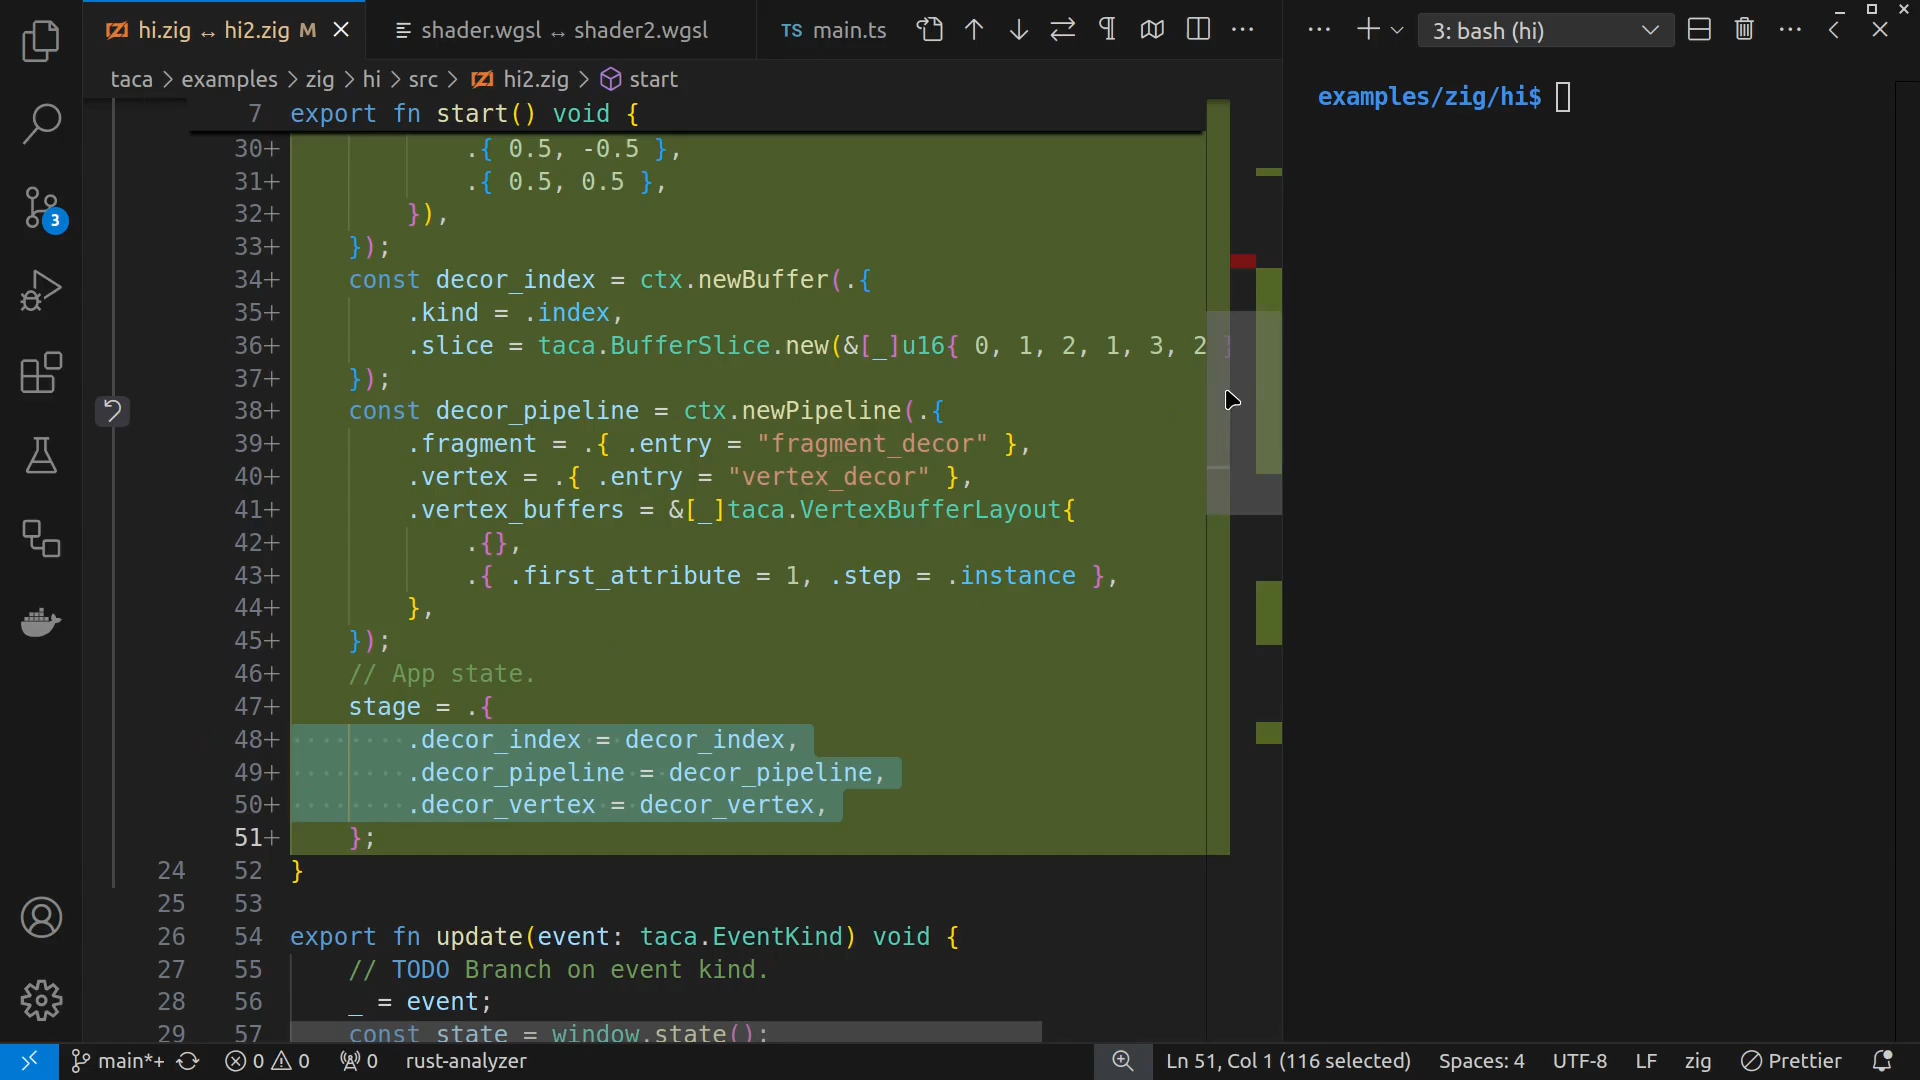 hi.zig ↔ hi2.zig M
shader.wgsl ↔ shader2.wgsl
TS main.ts
3: bash (hi)
taca > examples > zig > hi > src > hi2.zig > start
examples/zig/hi$
7 export fn start() void {
30+ .{ 0.5, -0.5 },
31+ .{ 0.5, 0.5 },
32+ }),
33+ });
34+ const decor_index = ctx.newBuffer(.{
35+ .kind = .index,
36+ .slice = taca.BufferSlice.new(&[_]u16{ 0, 1, 2, 1, 3, 2 }
37+ });
38+ const decor_pipeline = ctx.newPipeline(.{
39+ .fragment = .{ .entry = "fragment_decor" },
40+ .vertex = .{ .entry = "vertex_decor" },
41+ .vertex_buffers = &[_]taca.VertexBufferLayout{
42+ .{},
43+ .{ .first_attribute = 1, .step = .instance },
44+ },
45+ });
46+ // App state.
47+ stage = .{
48+ .decor_index = decor_index,
49+ .decor_pipeline = decor_pipeline,
50+ .decor_vertex = decor_vertex,
51+ };
24 52 }
25 53
26 54 export fn update(event: taca.EventKind) void {
27 55 // TODO Branch on event kind.
28 56 _ = event;
29 57 const state = window.state();
3
main*+ 0 0 0 rust-analyzer
Ln 51, Col 1 (116 selected) Spaces: 4 UTF-8 LF zig Prettier